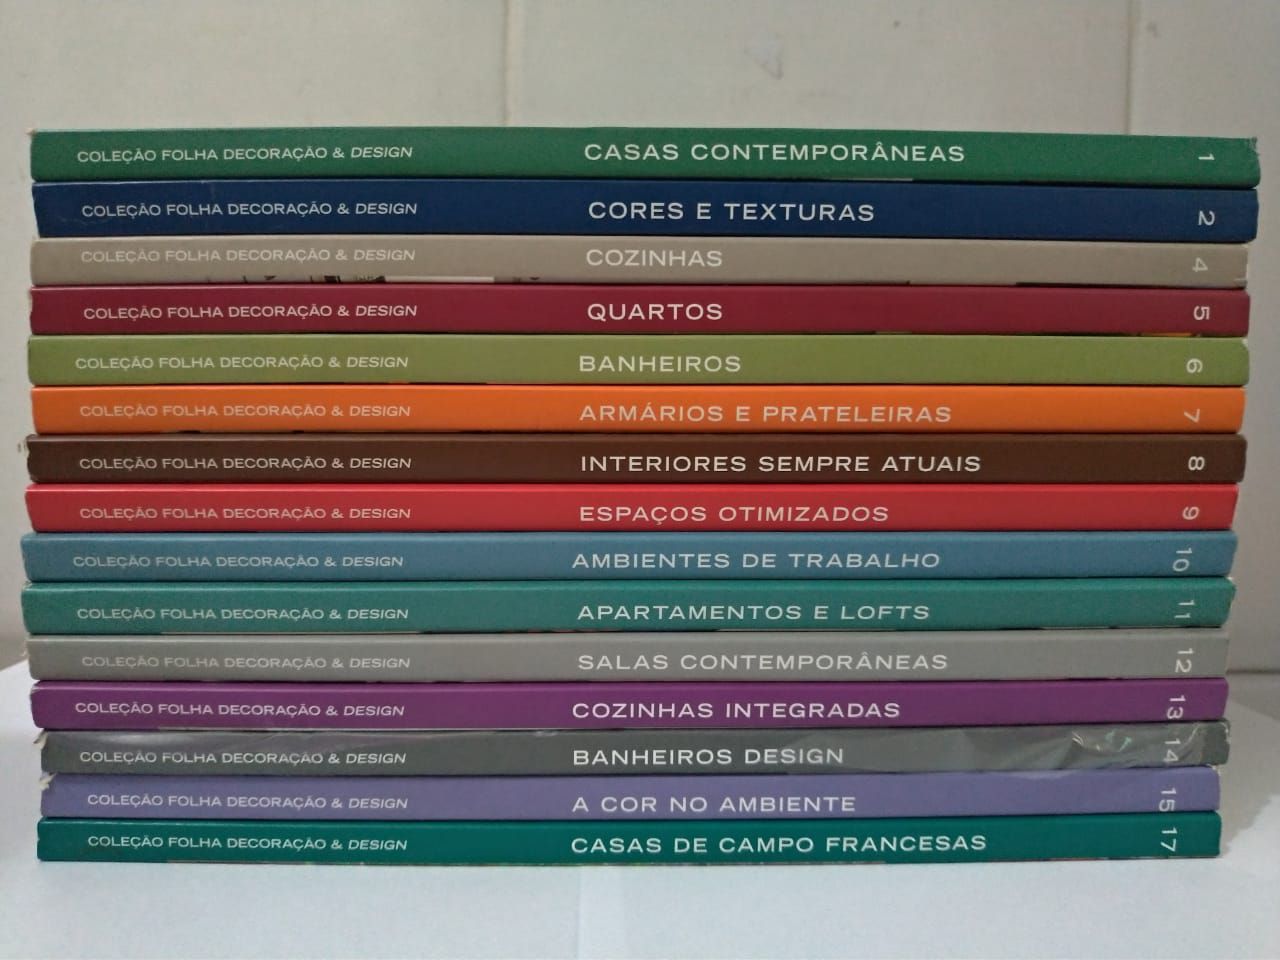 COLEÇÃO FOLHA DECORAÇÃO & DESIGN CASAS CONTEMPORÂNEAS 1
COLEÇÃO FOLHA DECORAÇÃO & DESIGN CORES E TEXTURAS 2
COLEÇÃO FOLHA DECORAÇÃO & DESIGN COZINHAS 4
COLEÇÃO FOLHA DECORAÇÃO & DESIGN QUARTOS 5
COLEÇÃO FOLHA DECORAÇÃO & DESIGN BANHEIROS 6
COLEÇÃO FOLHA DECORAÇÃO & DESIGN ARMÁRIOS E PRATELEIRAS 7
COLEÇÃO FOLHA DECORAÇÃO & DESIGN INTERIORES SEMPRE ATUAIS 8
COLEÇÃO FOLHA DECORAÇÃO & DESIGN ESPAÇOS OTIMIZADOS 9
COLEÇÃO FOLHA DECORAÇÃO & DESIGN AMBIENTES DE TRABALHO 10
COLEÇÃO FOLHA DECORAÇÃO & DESIGN APARTAMENTOS E LOFTS 11
COLEÇÃO FOLHA DECORAÇÃO & DESIGN SALAS CONTEMPORÂNEAS 12
COLEÇÃO FOLHA DECORAÇÃO & DESIGN COZINHAS INTEGRADAS 13
COLEÇÃO FOLHA DECORAÇÃO & DESIGN BANHEIROS DESIGN 14
COLEÇÃO FOLHA DECORAÇÃO & DESIGN A COR NO AMBIENTE 15
COLEÇÃO FOLHA DECORAÇÃO & DESIGN CASAS DE CAMPO FRANCESAS 17